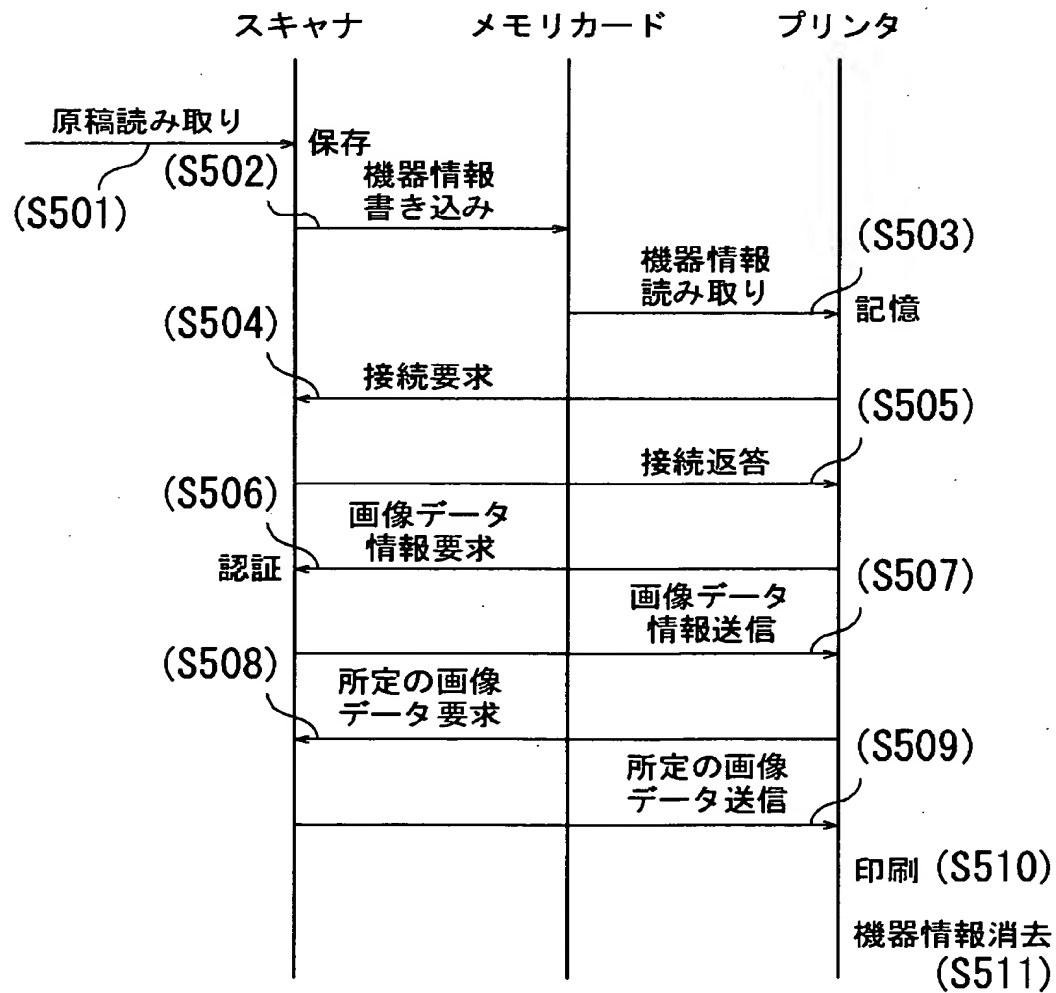 スキャナ メモリカード プリンタ
原稿読み取り
保存
(S501)
(S502)
機器情報
書き込み
(S503)
機器情報
読み取り
記憶
(S504)
接続要求
(S505)
接続返答
(S506)
画像データ
情報要求
認証
(S507)
画像データ
情報送信
(S508)
所定の画像
データ要求
(S509)
所定の画像
データ送信
印刷 (S510)
機器情報消去
(S511)